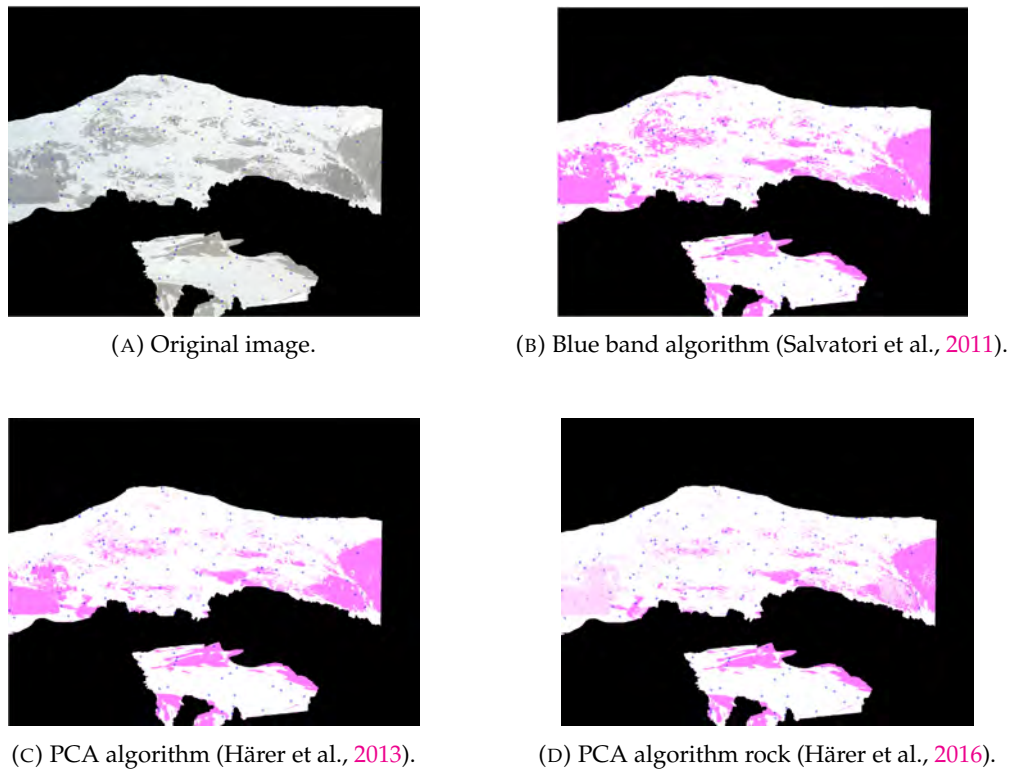 (A) Original image.
(B) Blue band algorithm (Salvatori et al., 2011).
(C) PCA algorithm (Härer et al., 2013).
(D) PCA algorithm rock (Härer et al., 2016).